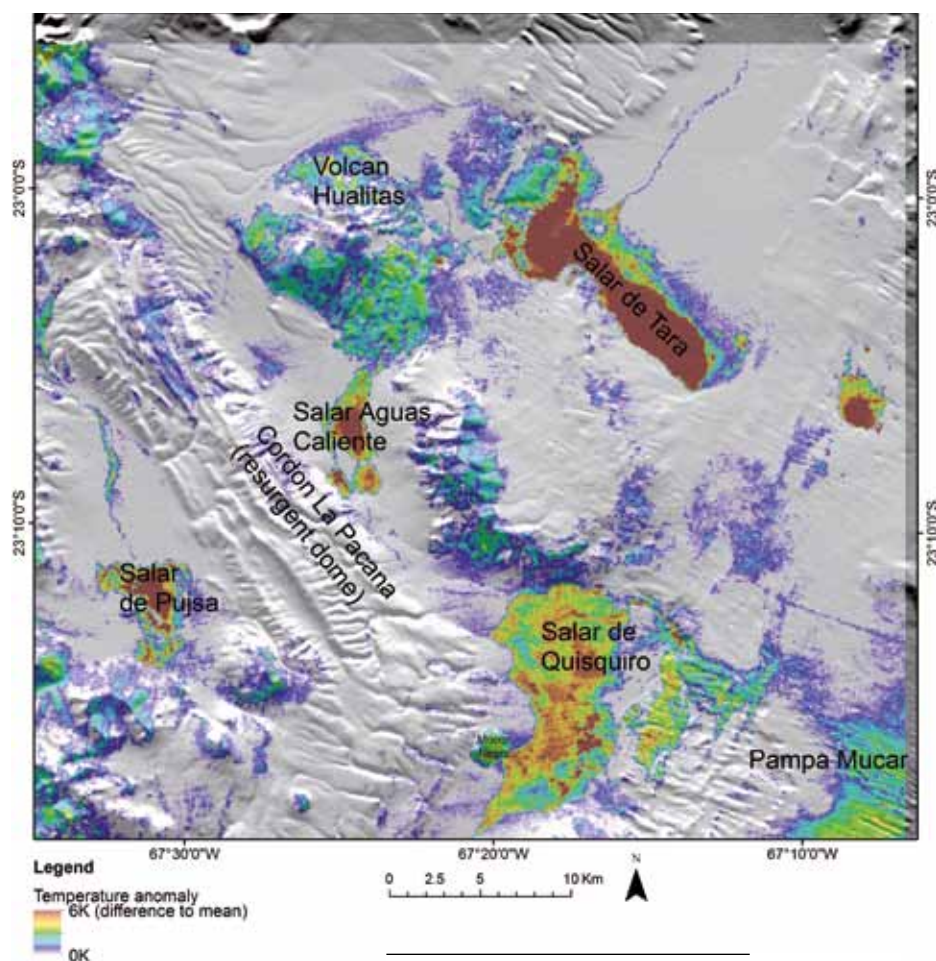 Volcan
Hualitas
Salar de Tara
Salar Aguas
Caliente
Cordon La Pacana
(resurgent dome)
Salar
de Pujsa
Salar de
Quisquiro
Pampa Mucar
23°0'0"S
23°10'0"S
23°0'0"S
23°10'0"S
67°30'0"W
67°20'0"W
67°10'0"W
Legend
Temperature anomaly
6K (difference to mean)
0K
0 2.5 5 10 Km
N